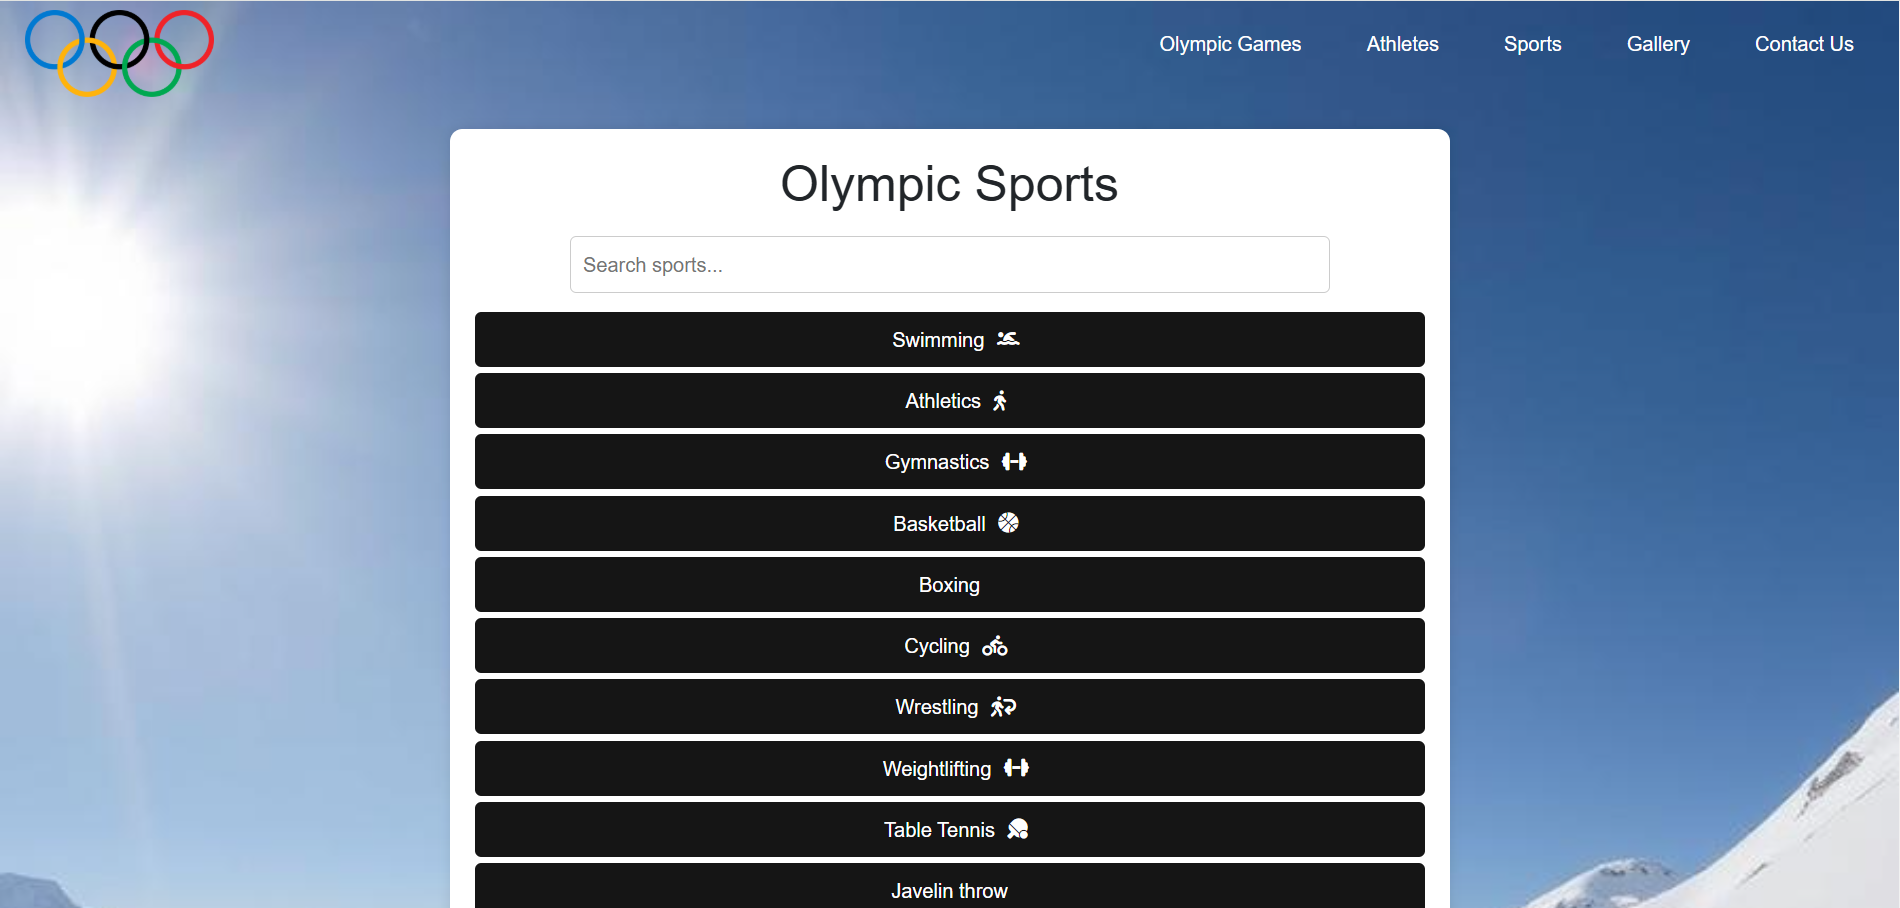 Olympic Games Athletes Sports Gallery Contact Us
Olympic Sports
Search sports...
Swimming
Athletics
Gymnastics
Basketball
Boxing
Cycling
Wrestling
Weightlifting
Table Tennis
Javelin throw